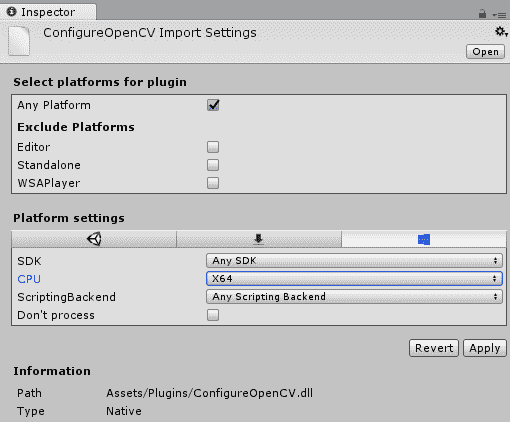 Inspector
ConfigureOpenCV Import Settings
Open
Select platforms for plugin
Any Platform
Exclude Platforms
Editor
Standalone
WSAPlayer
Platform settings
SDK Any SDK
CPU X64
ScriptingBackend Any Scripting Backend
Don't process
Revert Apply
Information
Path Assets/Plugins/ConfigureOpenCV.dll
Type Native